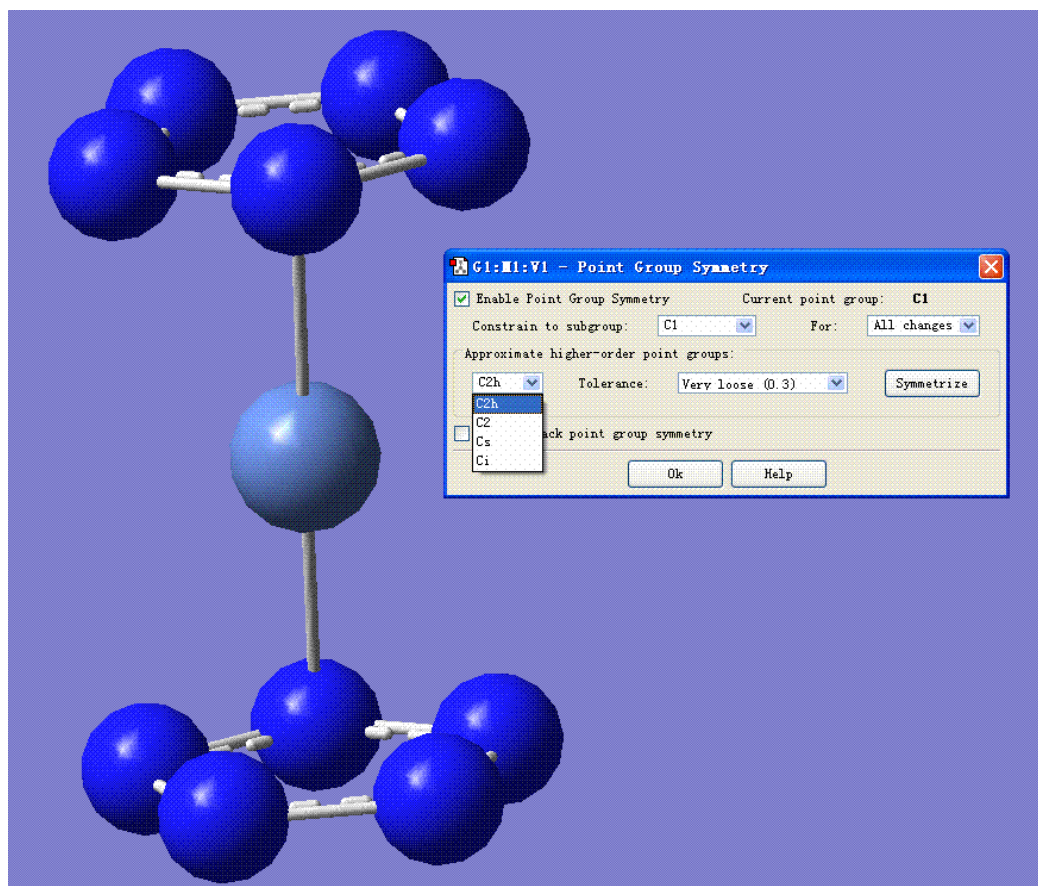 G1:M1:V1 - Point Group Symmetry
Enable Point Group Symmetry Current point group: C1
Constrain to subgroup: C1 For: All changes
Approximate higher-order point groups:
C2h Tolerance: Very loose (0.3) Symmetrize
C2h
C2
Cs
Ci
ack point group symmetry
Ok Help